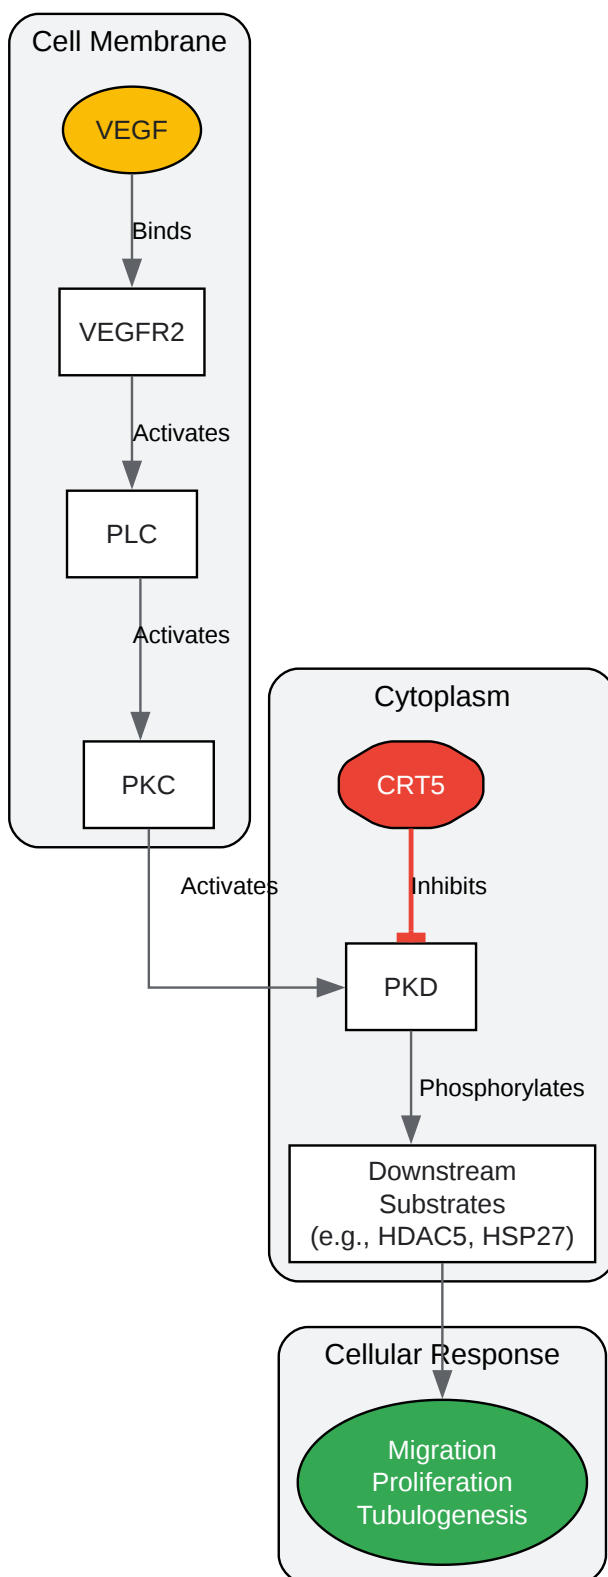 Cell Membrane
VEGF
Binds
VEGFR2
Activates
PLC
Activates
PKC
Activates
Cytoplasm
CRT5
Inhibits
PKD
Phosphorylates
Downstream
Substrates
(e.g., HDAC5, HSP27)
Cellular Response
Migration
Proliferation
Tubulogenesis